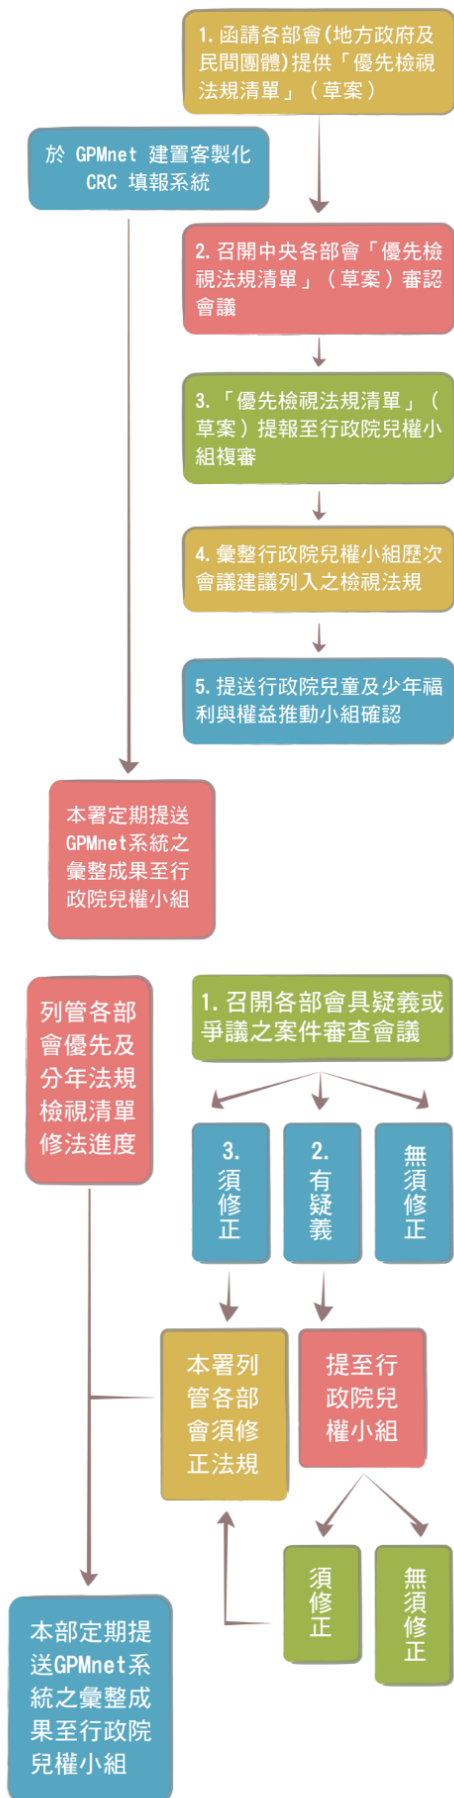 1. 函請各部會(地方政府及
民間團體)提供「優先檢視
法規清單」（草案）
於 GPMnet 建置客製化
CRC 填報系統
2. 召開中央各部會「優先檢
視法規清單」（草案）審認
會議
3. 「優先檢視法規清單」（
草案）提報至行政院兒權小
組複審
4. 彙整行政院兒權小組歷次
會議建議列入之檢視法規
5. 提送行政院兒童及少年福
利與權益推動小組確認
本署定期提送
GPMnet系統之
彙整成果至行
政院兒權小組
列管各部
會優先及
分年法規
檢視清單
修法進度
1. 召開各部會具疑義或
爭議之案件審查會議
3.
須修正
2.
有疑義
無須修正
本署列
管各部
會須修
正法規
提至行
政院兒
權小組
須修正
無須修正
本部定期提
送GPMnet系
統之彙整成
果至行政院
兒權小組